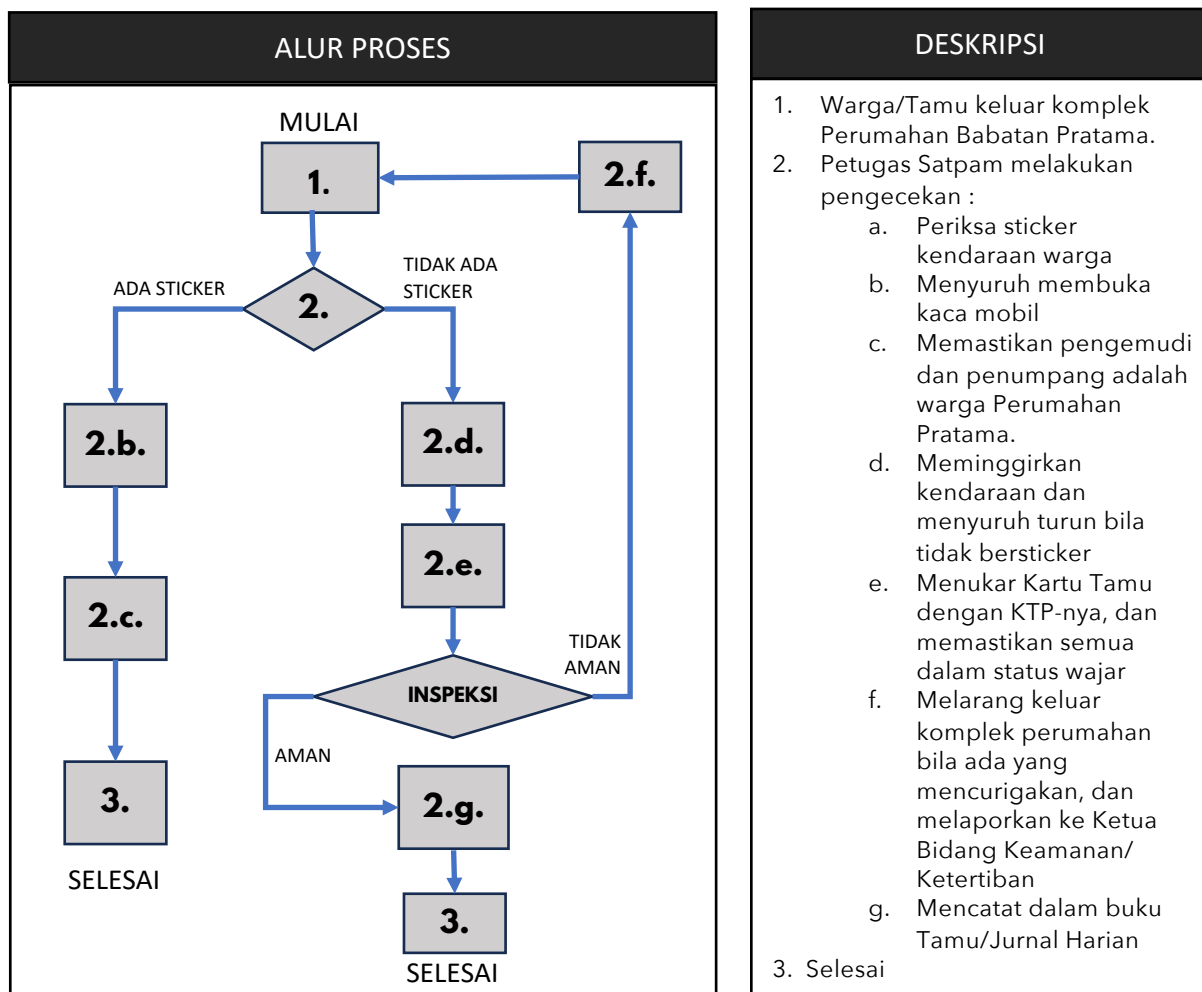 ALUR PROSES
MULAI
1.
2.f.
ADA STICKER
TIDAK ADA
STICKER
2.
2.b.
2.d.
2.e.
2.c.
TIDAK
AMAN
INSPEKSI
AMAN
3.
2.g.
SELESAI
3.
SELESAI
DESKRIPSI
1. Warga/Tamu keluar komplek
Perumahan Babatan Pratama.
2. Petugas Satpam melakukan
pengecekan :
a. Periksa sticker
kendaraan warga
b. Menyuruh membuka
kaca mobil
c. Memastikan pengemudi
dan penumpang adalah
warga Perumahan
Pratama.
d. Meminggirkan
kendaraan dan
menyuruh turun bila
tidak bersticker
e. Menukar Kartu Tamu
dengan KTP-nya, dan
memastikan semua
dalam status wajar
f. Melarang keluar
komplek perumahan
bila ada yang
mencurigakan, dan
melaporkan ke Ketua
Bidang Keamanan/
Ketertiban
g. Mencatat dalam buku
Tamu/Jurnal Harian
3. Selesai